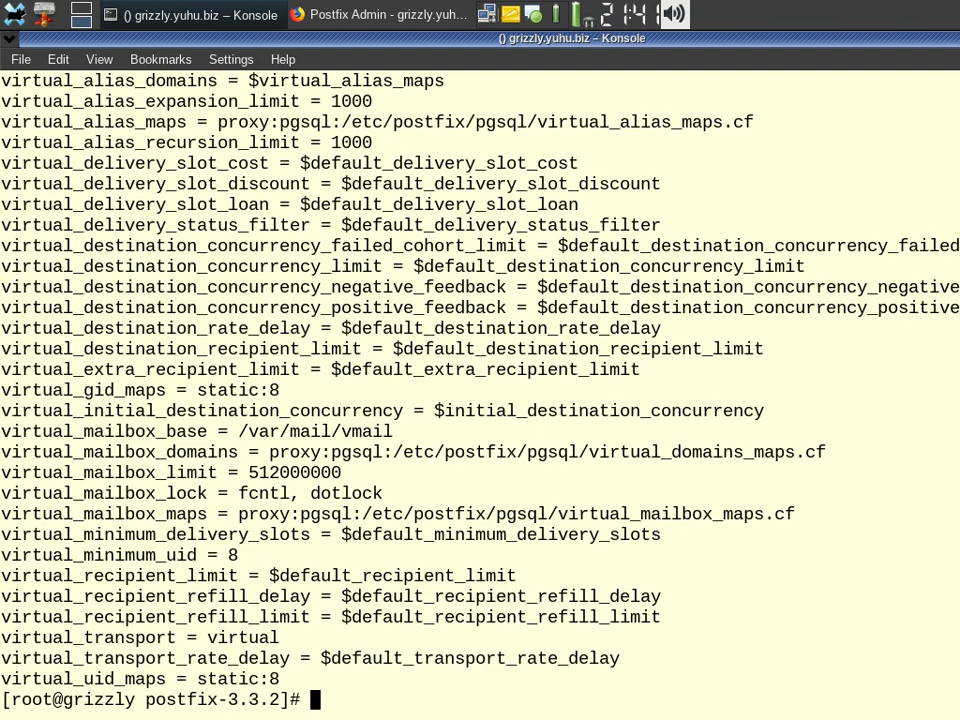 () grizzly.yuhu.biz – Konsole
Postfix Admin - grizzly.yuh...
21:41
() grizzly.yuhu.biz – Konsole
File Edit View Bookmarks Settings Help
virtual_alias_domains = $virtual_alias_maps
virtual_alias_expansion_limit = 1000
virtual_alias_maps = proxy:pgsql:/etc/postfix/pgsql/virtual_alias_maps.cf
virtual_alias_recursion_limit = 1000
virtual_delivery_slot_cost = $default_delivery_slot_cost
virtual_delivery_slot_discount = $default_delivery_slot_discount
virtual_delivery_slot_loan = $default_delivery_slot_loan
virtual_delivery_status_filter = $default_delivery_status_filter
virtual_destination_concurrency_failed_cohort_limit = $default_destination_concurrency_failed
virtual_destination_concurrency_limit = $default_destination_concurrency_limit
virtual_destination_concurrency_negative_feedback = $default_destination_concurrency_negative
virtual_destination_concurrency_positive_feedback = $default_destination_concurrency_positive
virtual_destination_rate_delay = $default_destination_rate_delay
virtual_destination_recipient_limit = $default_destination_recipient_limit
virtual_extra_recipient_limit = $default_extra_recipient_limit
virtual_gid_maps = static:8
virtual_initial_destination_concurrency = $initial_destination_concurrency
virtual_mailbox_base = /var/mail/vmail
virtual_mailbox_domains = proxy:pgsql:/etc/postfix/pgsql/virtual_domains_maps.cf
virtual_mailbox_limit = 512000000
virtual_mailbox_lock = fcntl, dotlock
virtual_mailbox_maps = proxy:pgsql:/etc/postfix/pgsql/virtual_mailbox_maps.cf
virtual_minimum_delivery_slots = $default_minimum_delivery_slots
virtual_minimum_uid = 8
virtual_recipient_limit = $default_recipient_limit
virtual_recipient_refill_delay = $default_recipient_refill_delay
virtual_recipient_refill_limit = $default_recipient_refill_limit
virtual_transport = virtual
virtual_transport_rate_delay = $default_transport_rate_delay
virtual_uid_maps = static:8
[root@grizzly postfix-3.3.2]#